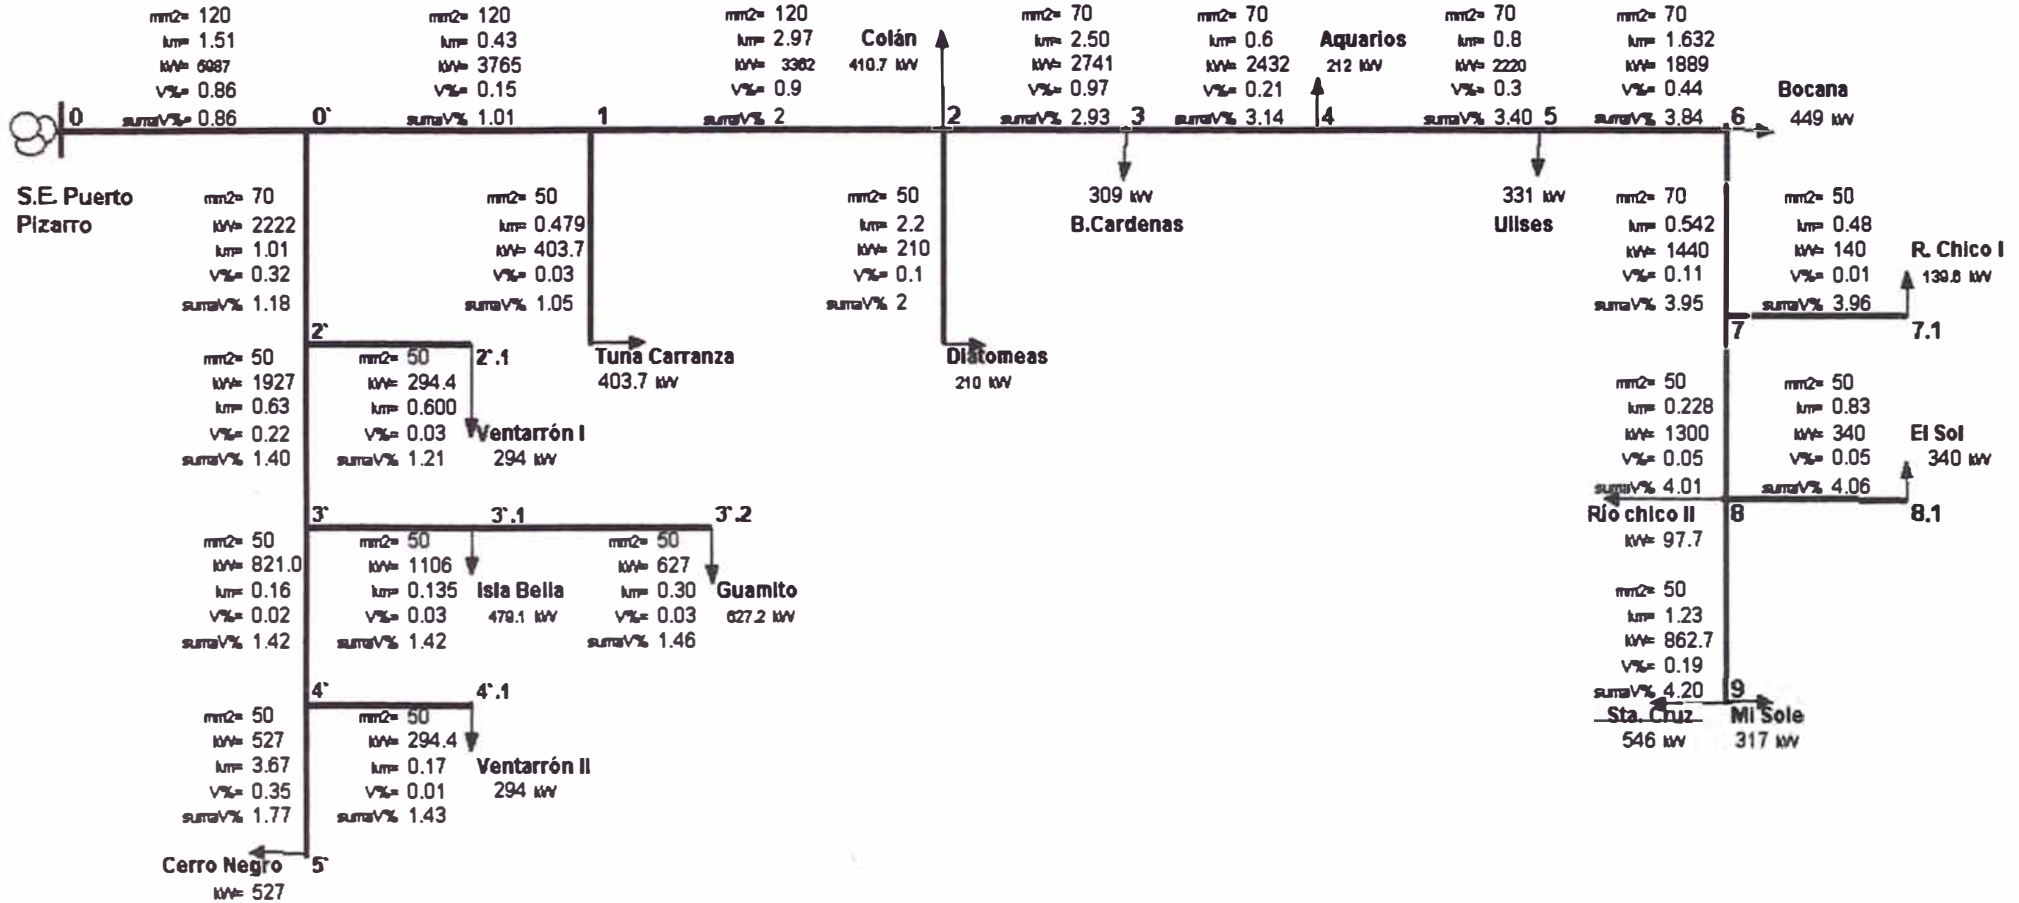 mm2= 120
km= 1.51
kW= 6987
V%= 0.86
sumaV%= 0.86
mm2= 120
km= 0.43
kW= 3765
V%= 0.15
sumaV% 1.01
mm2= 120
km= 2.97
kW= 3362
V%= 0.9
sumaV% 2
Colán
410.7 kW
mm2= 70
km= 2.50
kW= 2741
V%= 0.97
sumaV% 2.93
mm2= 70
km= 0.6
kW= 2432
V%= 0.21
sumaV% 3.14
Aquarios
212 kW
mm2= 70
km= 0.8
kW= 2220
V%= 0.3
sumaV% 3.40
mm2= 70
km= 1.632
kW= 1889
V%= 0.44
sumaV% 3.84
Bocana
449 kW
0
0`
1
2
3
4
5
6
S.E. Puerto
Pizarro
mm2= 70
kW= 2222
km= 1.01
V%= 0.32
sumaV% 1.18
mm2= 50
km= 0.479
kW= 403.7
V%= 0.03
sumaV% 1.05
mm2= 50
km= 2.2
kW= 210
V%= 0.1
sumaV% 2
309 kW
B.Cardenas
331 kW
Ulises
mm2= 70
km= 0.542
kW= 1440
V%= 0.11
sumaV% 3.95
mm2= 50
km= 0.48
kW= 140
V%= 0.01
sumaV% 3.96
R. Chico I
139.6 kW
7
7.1
2`
2`.1
Tuna Carranza
403.7 kW
Diatomeas
210 kW
mm2= 50
kW= 1927
km= 0.63
V%= 0.22
sumaV% 1.40
mm2= 50
kW= 294.4
km= 0.600
V%= 0.03
sumaV% 1.21
Ventarrón I
294 kW
mm2= 50
km= 0.228
kW= 1300
V%= 0.05
sumaV% 4.01
mm2= 50
km= 0.83
kW= 340
V%= 0.05
sumaV% 4.06
El Sol
340 kW
Río chico II
kW= 97.7
8
8.1
3`
3`.1
3`.2
mm2= 50
kW= 821.0
km= 0.16
V%= 0.02
sumaV% 1.42
mm2= 50
kW= 1106
km= 0.135
V%= 0.03
sumaV% 1.42
Isla Bella
479.1 kW
mm2= 50
kW= 627
km= 0.30
V%= 0.03
sumaV% 1.46
Guamito
627.2 kW
mm2= 50
km= 1.23
kW= 862.7
V%= 0.19
sumaV% 4.20
9
Sta. Cruz
546 kW
Mi Sole
317 kW
4`
4`.1
mm2= 50
kW= 527
km= 3.67
V%= 0.35
sumaV% 1.77
mm2= 50
kW= 294.4
km= 0.17
V%= 0.01
sumaV% 1.43
Ventarrón II
294 kW
Cerro Negro
kW= 527
5`